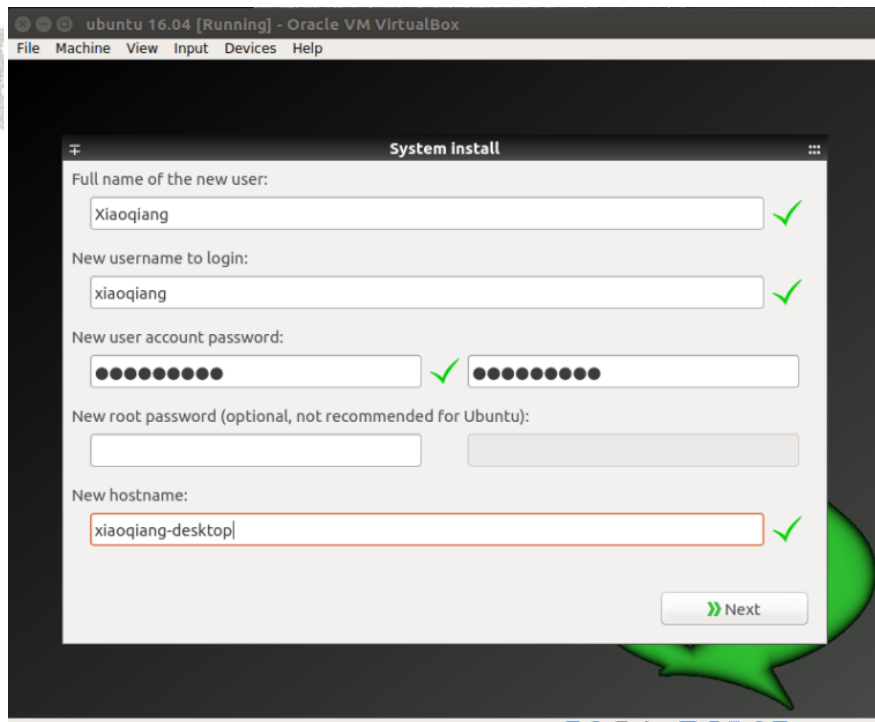 ubuntu 16.04 [Running] - Oracle VM VirtualBox
File Machine View Input Devices Help
System install
Full name of the new user:
Xiaoqiang
New username to login:
xiaoqiang
New user account password:
●●●●●●●●● ●●●●●●●●●
New root password (optional, not recommended for Ubuntu):
New hostname:
xiaoqiang-desktop
Next